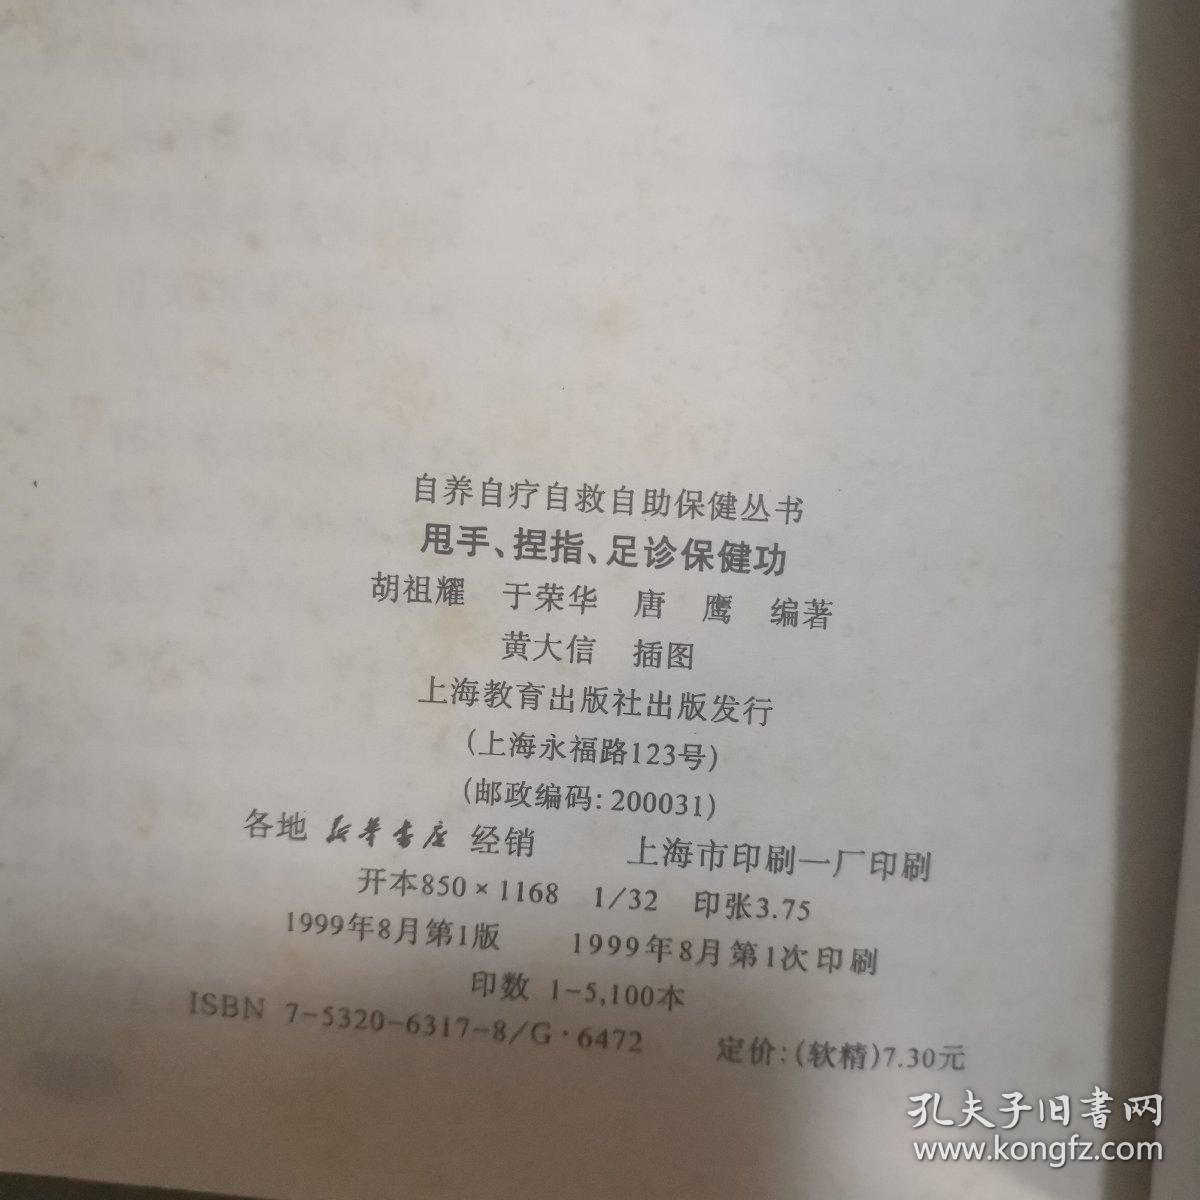 自养自疗自救自助保健丛书
甩手、捏指、足诊保健功
胡祖耀 于荣华 唐 鹰 编著
黄大信 插图
上海教育出版社出版发行
(上海永福路123号)
(邮政编码: 200031)
各地 新华书店 经销 上海市印刷一厂印刷
开本850×1168 1/32 印张3.75
1999年8月第1版 1999年8月第1次印刷
印数 1-5,100本
ISBN 7-5320-6317-8/G·6472 定价:(软精)7.30元
孔夫子旧书网
www.kongfz.com